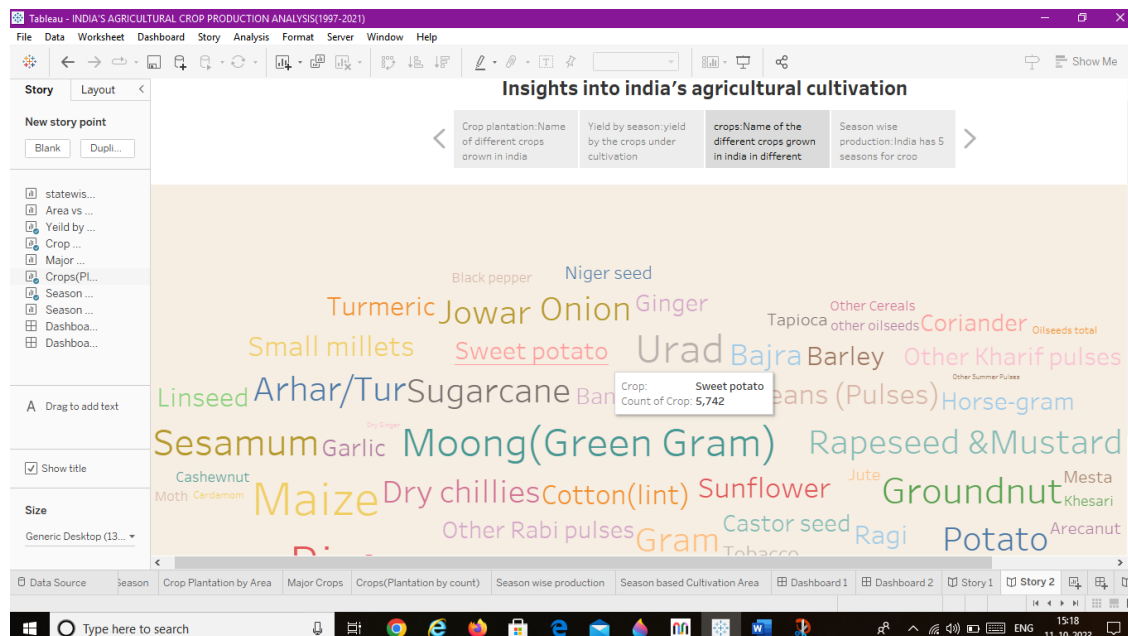 Tableau - INDIA'S AGRICULTURAL CROP PRODUCTION ANALYSIS(1997-2021)
File Data Worksheet Dashboard Story Analysis Format Server Window Help
Show Me
Story Layout
New story point
Blank Dupli...
statewis...
Area vs ...
Yeild by ...
Crop ...
Major ...
Crops(Pl...
Season ...
Season ...
Dashboa...
Dashboa...
A Drag to add text
Show title
Size
Generic Desktop (13...
Insights into india's agricultural cultivation
Crop plantation:Name
of different crops
grown in india
Yield by season:yield
by the crops under
cultivation
crops:Name of the
different crops grown
in india in different
Season wise
production:India has 5
seasons for crop
Black pepper Niger seed
Turmeric Jowar Onion Ginger Other Cereals
Tapioca other oilseeds Coriander Oilseeds total
Small millets Sweet potato Urad Bajra Barley Other Kharif pulses
Other Summer Pulses
Linseed Arhar/Tur Sugarcane Ban eans (Pulses) Horse-gram
Crop: Sweet potato
Count of Crop: 5,742
Dry Ginger
Sesamum Garlic Moong(Green Gram) Rapeseed &Mustard
Cashewnut Jute Mesta
Moth Cardamom Maize Dry chillies Cotton(lint) Sunflower Groundnut Khesari
Other Rabi pulses Gram Castor seed Ragi Potato Arecanut
Tobacco
Data Source Season Crop Plantation by Area Major Crops Crops(Plantation by count) Season wise production Season based Cultivation Area Dashboard 1 Dashboard 2 Story 1 Story 2
Type here to search
ENG 15:18
11-10-2023